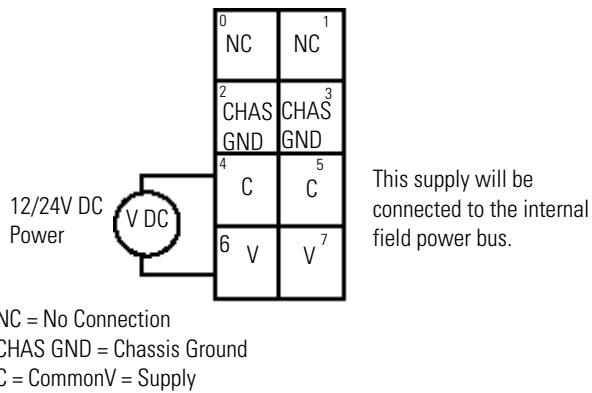 0 1
NC NC
2 3
CHAS CHAS
GND GND
4 5
C C
12/24V DC
Power
V DC
6 7
V V
This supply will be
connected to the internal
field power bus.
NC = No Connection
CHAS GND = Chassis Ground
C = CommonV = Supply